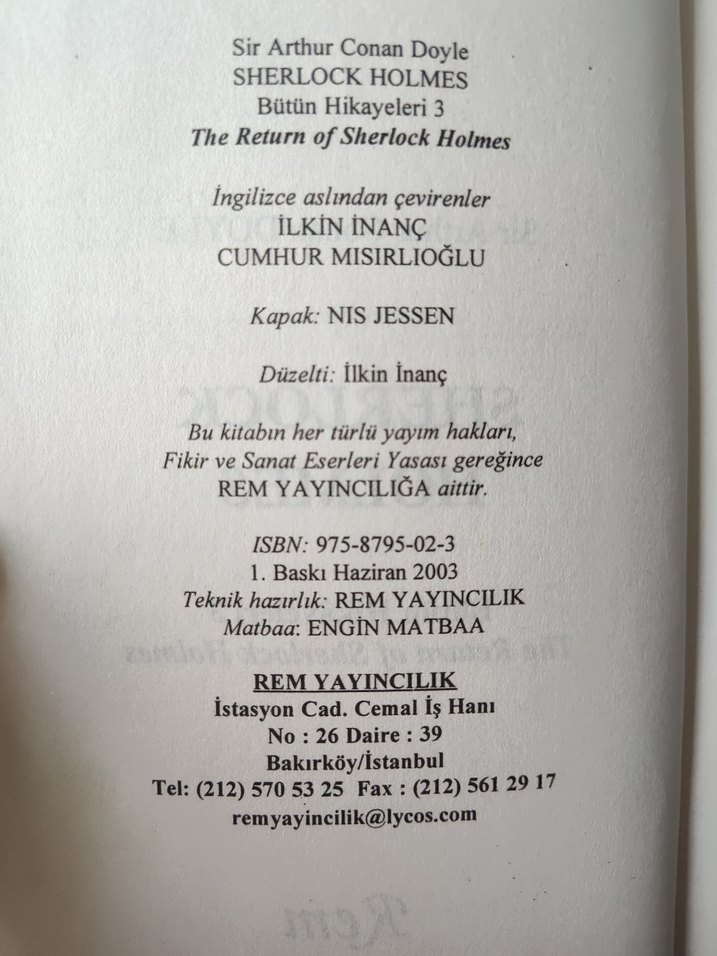 Sir Arthur Conan Doyle
SHERLOCK HOLMES
Bütün Hikayeleri 3
The Return of Sherlock Holmes
İngilizce aslından çevirenler
İLKİN İNANÇ
CUMHUR MISIRLIOĞLU
Kapak: NIS JESSEN
Düzelti: İlkin İnanç
Bu kitabın her türlü yayım hakları,
Fikir ve Sanat Eserleri Yasası gereğince
REM YAYINCILIĞA aittir.
ISBN: 975-8795-02-3
1. Baskı Haziran 2003
Teknik hazırlık: REM YAYINCILIK
Matbaa: ENGİN MATBAA
REM YAYINCILIK
İstasyon Cad. Cemal İş Hanı
No : 26 Daire : 39
Bakırköy/İstanbul
Tel: (212) 570 53 25 Fax : (212) 561 29 17
remyayincilik@lycos.com